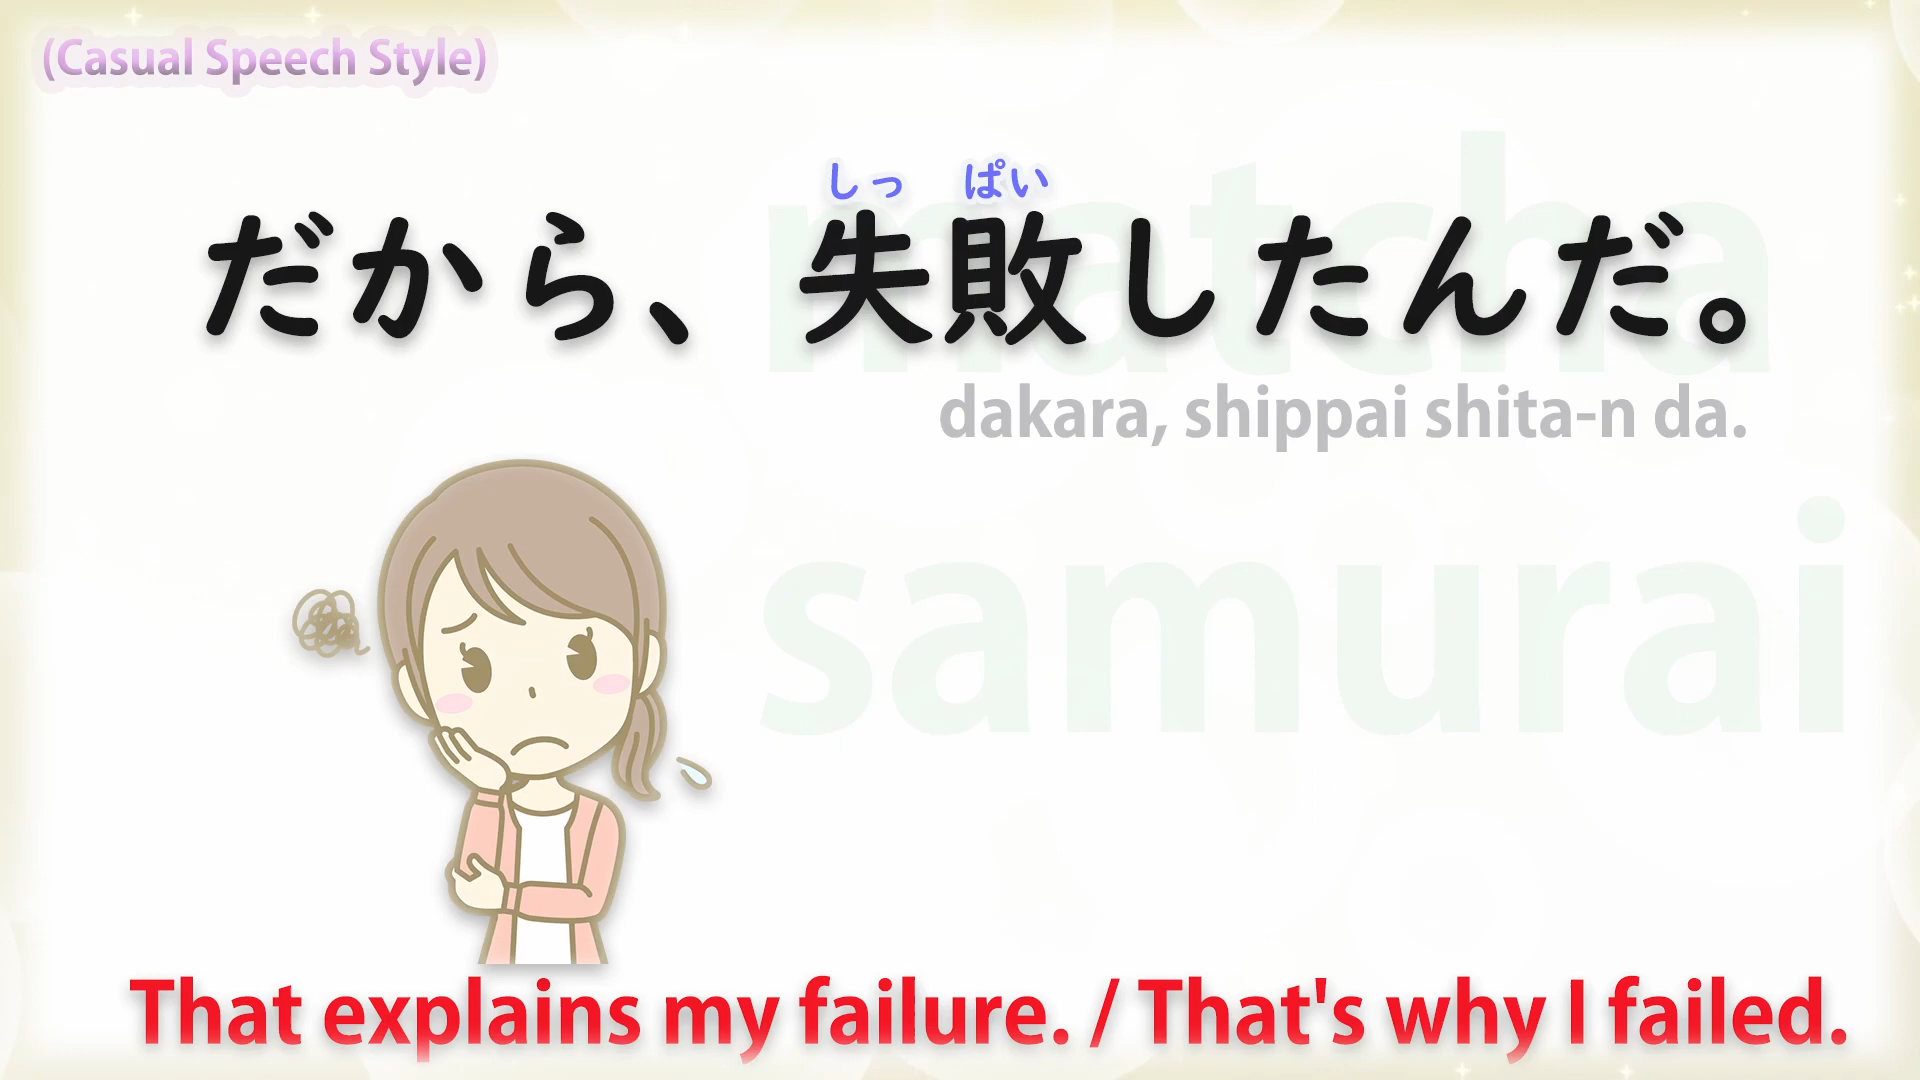 (Casual Speech Style)
しっ ぱい
だから、失敗したんだ。
dakara, shippai shita-n da.
matcha
samurai
That explains my failure. / That's why I failed.